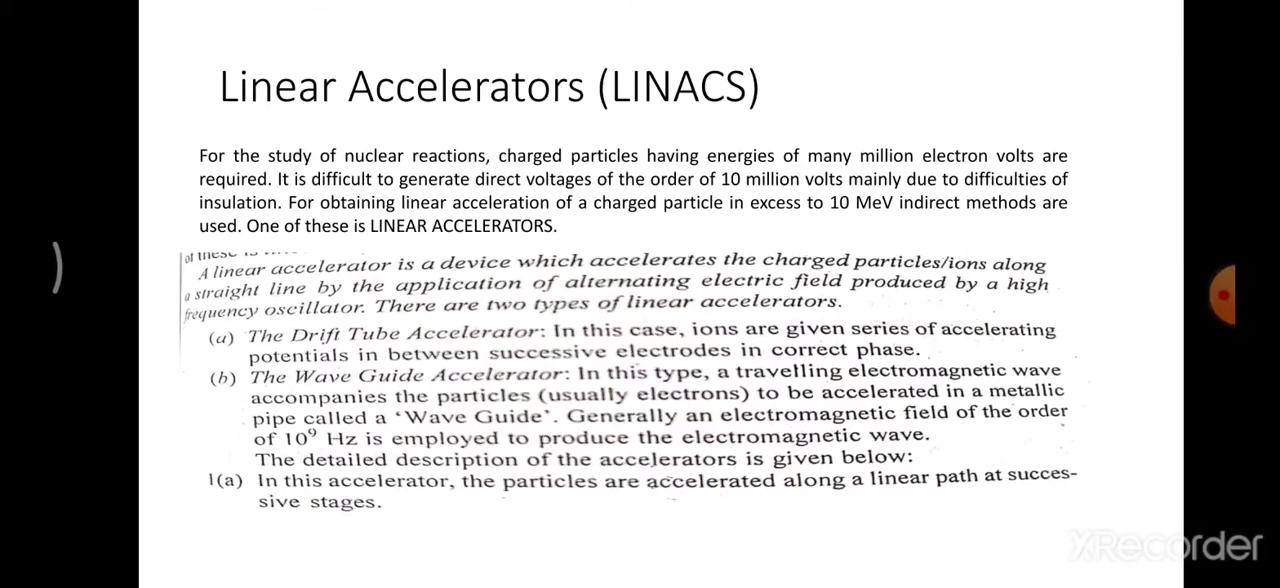 Linear Accelerators (LINACS)
For the study of nuclear reactions, charged particles having energies of many million electron volts are
required. It is difficult to generate direct voltages of the order of 10 million volts mainly due to difficulties of
insulation. For obtaining linear acceleration of a charged particle in excess to 10 MeV indirect methods are
used. One of these is LINEAR ACCELERATORS.
of these is
A linear accelerator is a device which accelerates the charged particles/ions along
a straight line by the application of alternating electric field produced by a high
frequency oscillator. There are two types of linear accelerators.
(a) The Drift Tube Accelerator: In this case, ions are given series of accelerating
potentials in between successive electrodes in correct phase.
(b) The Wave Guide Accelerator: In this type, a travelling electromagnetic wave
accompanies the particles (usually electrons) to be accelerated in a metallic
pipe called a ‘Wave Guide’. Generally an electromagnetic field of the order
of 10⁹ Hz is employed to produce the electromagnetic wave.
The detailed description of the accelerators is given below:
1(a) In this accelerator, the particles are accelerated along a linear path at succes-
sive stages.
XRecorder